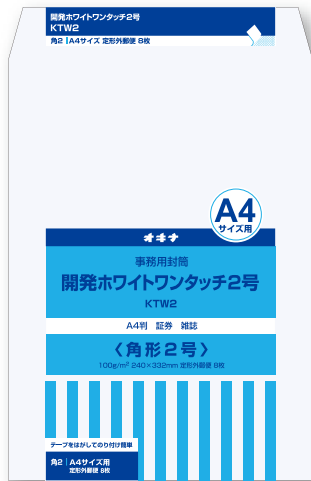 開発ホワイトワンタッチ2号
KTW2
角2 A4サイズ 定形外郵便 8枚
A4
サイズ用
オキナ
事務用封筒
開発ホワイトワンタッチ2号
KTW2
A4判 証券 雑誌
〈角形2号〉
100g/m² 240×332mm 定形外郵便 8枚
テープをはがしてのり付け簡単
角2 A4サイズ用
定形外郵便 8枚